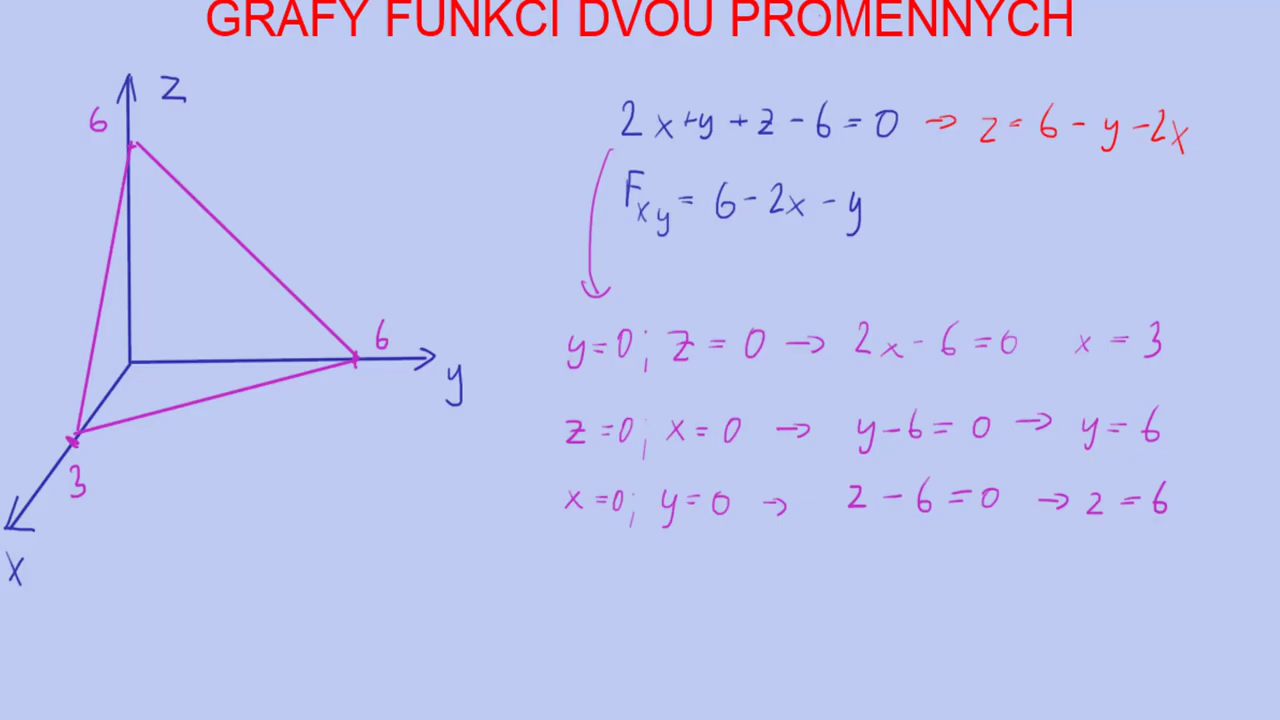 GRAFY FUNKCÍ DVOU PROMĚNNÝCH
z
6
6
y
3
x
2x+y+z-6=0 → z=6-y-2x
Fxy=6-2x-y
y=0; z=0 → 2x-6=0 x=3
z=0; x=0 → y-6=0 → y=6
x=0; y=0 → z-6=0 → z=6